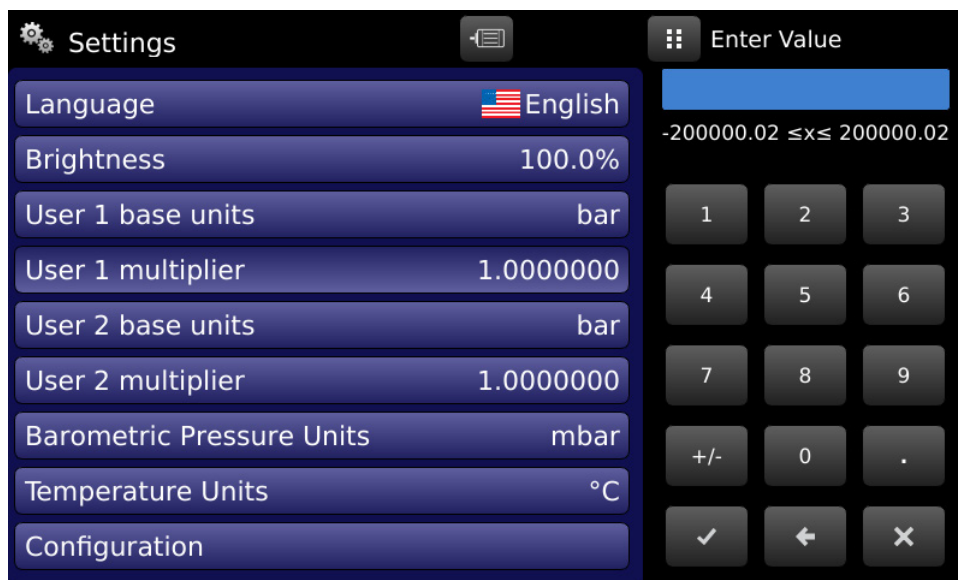 Settings
Language English
Brightness 100.0%
User 1 base units bar
User 1 multiplier 1.0000000
User 2 base units bar
User 2 multiplier 1.0000000
Barometric Pressure Units mbar
Temperature Units °C
Configuration
Enter Value
-200000.02 ≤x≤ 200000.02
1 2 3
4 5 6
7 8 9
+/- 0 .